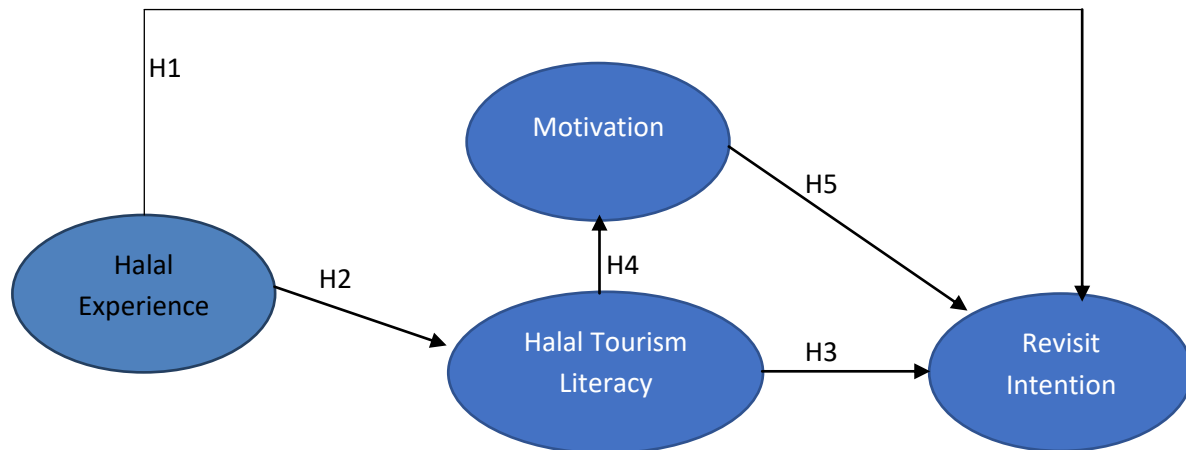 H1
Motivation
H5
Halal
Experience
H2
H4
Halal Tourism
Literacy
H3
Revisit
Intention